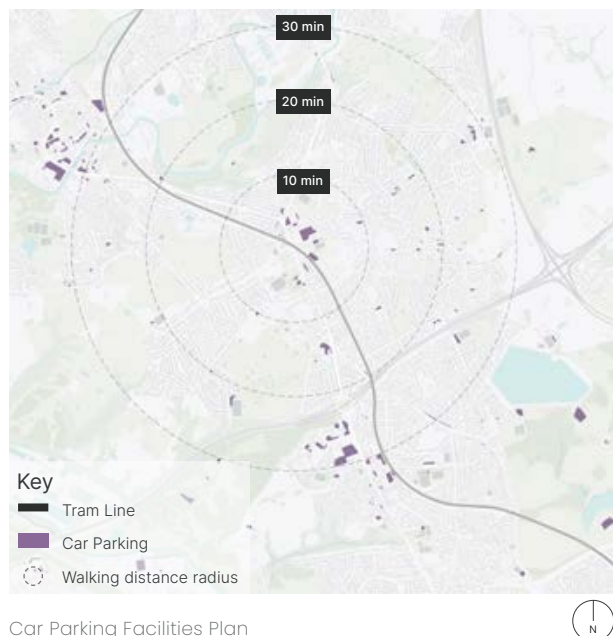 30 min
20 min
10 min
Key
Tram Line
Car Parking
Walking distance radius
Car Parking Facilities Plan
N